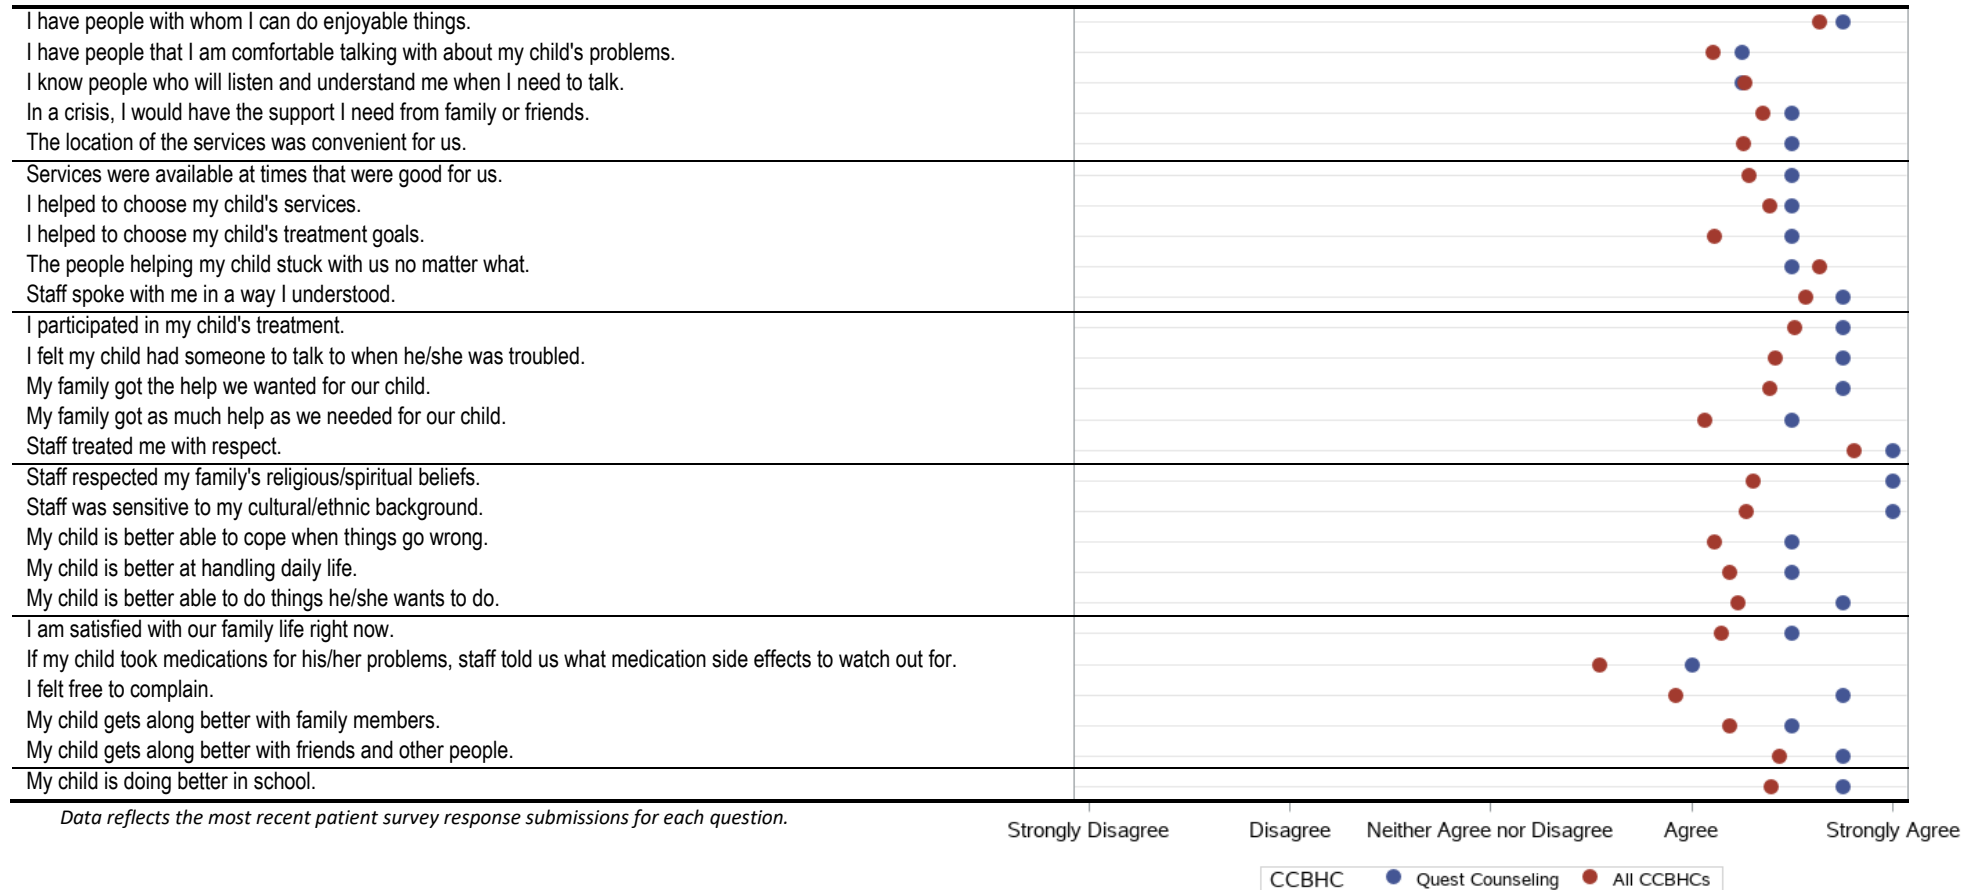 I have people with whom I can do enjoyable things.
I have people that I am comfortable talking with about my child's problems.
I know people who will listen and understand me when I need to talk.
In a crisis, I would have the support I need from family or friends.
The location of the services was convenient for us.
Services were available at times that were good for us.
I helped to choose my child's services.
I helped to choose my child's treatment goals.
The people helping my child stuck with us no matter what.
Staff spoke with me in a way I understood.
I participated in my child's treatment.
I felt my child had someone to talk to when he/she was troubled.
My family got the help we wanted for our child.
My family got as much help as we needed for our child.
Staff treated me with respect.
Staff respected my family's religious/spiritual beliefs.
Staff was sensitive to my cultural/ethnic background.
My child is better able to cope when things go wrong.
My child is better at handling daily life.
My child is better able to do things he/she wants to do.
I am satisfied with our family life right now.
If my child took medications for his/her problems, staff told us what medication side effects to watch out for.
I felt free to complain.
My child gets along better with family members.
My child gets along better with friends and other people.
My child is doing better in school.
Data reflects the most recent patient survey response submissions for each question.
Strongly Disagree Disagree Neither Agree nor Disagree Agree Strongly Agree
CCBHC Quest Counseling All CCBHCs